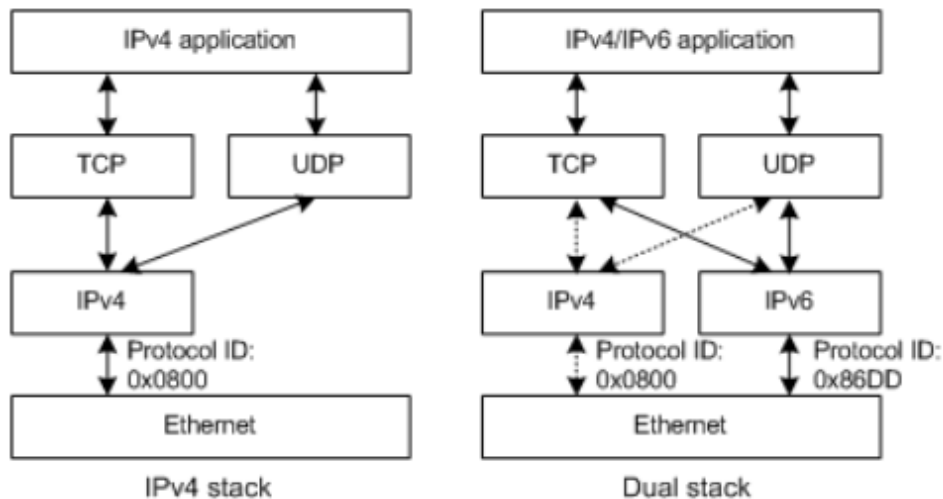 IPv4 application
TCP
UDP
IPv4
Protocol ID:
0x0800
Ethernet
IPv4 stack
IPv4/IPv6 application
TCP
UDP
IPv4
IPv6
Protocol ID:
0x0800
Protocol ID:
0x86DD
Ethernet
Dual stack